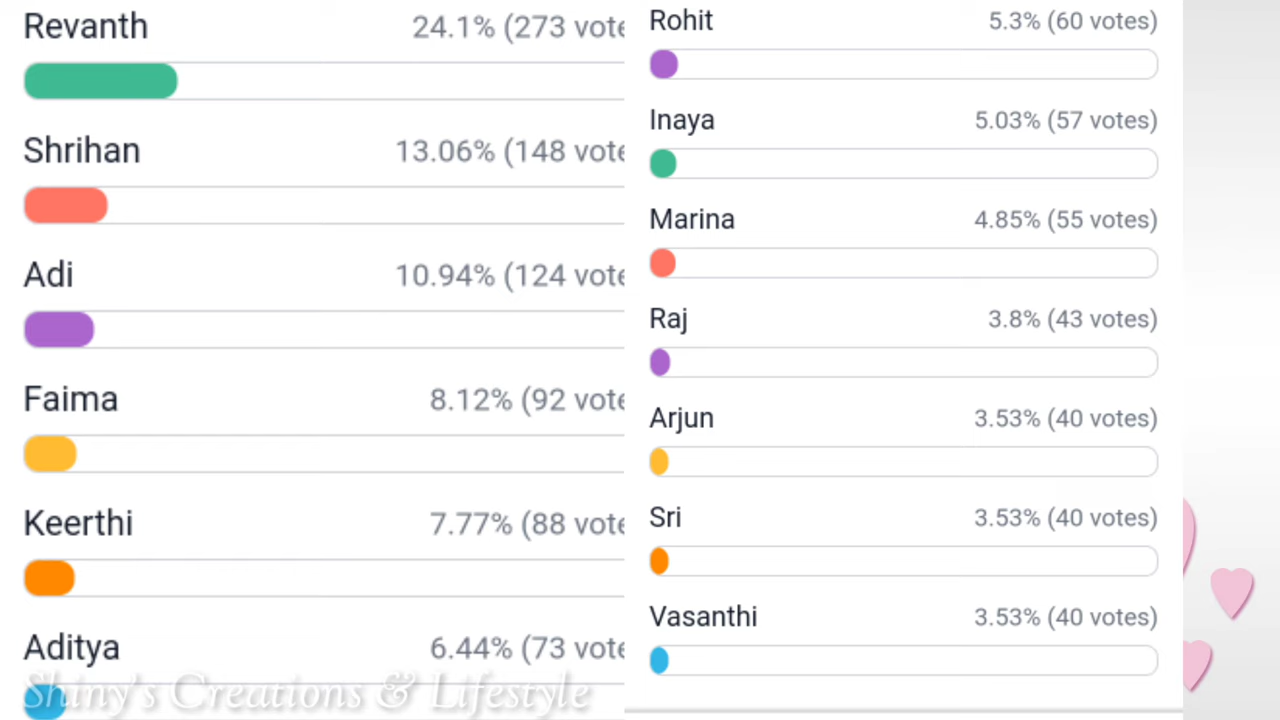 Revanth 24.1% (273 vote
Shrihan 13.06% (148 vote
Adi 10.94% (124 vote
Faima 8.12% (92 vote
Keerthi 7.77% (88 vote
Aditya 6.44% (73 vote
Shiny's Creations & Lifestyle
Rohit 5.3% (60 votes)
Inaya 5.03% (57 votes)
Marina 4.85% (55 votes)
Raj 3.8% (43 votes)
Arjun 3.53% (40 votes)
Sri 3.53% (40 votes)
Vasanthi 3.53% (40 votes)